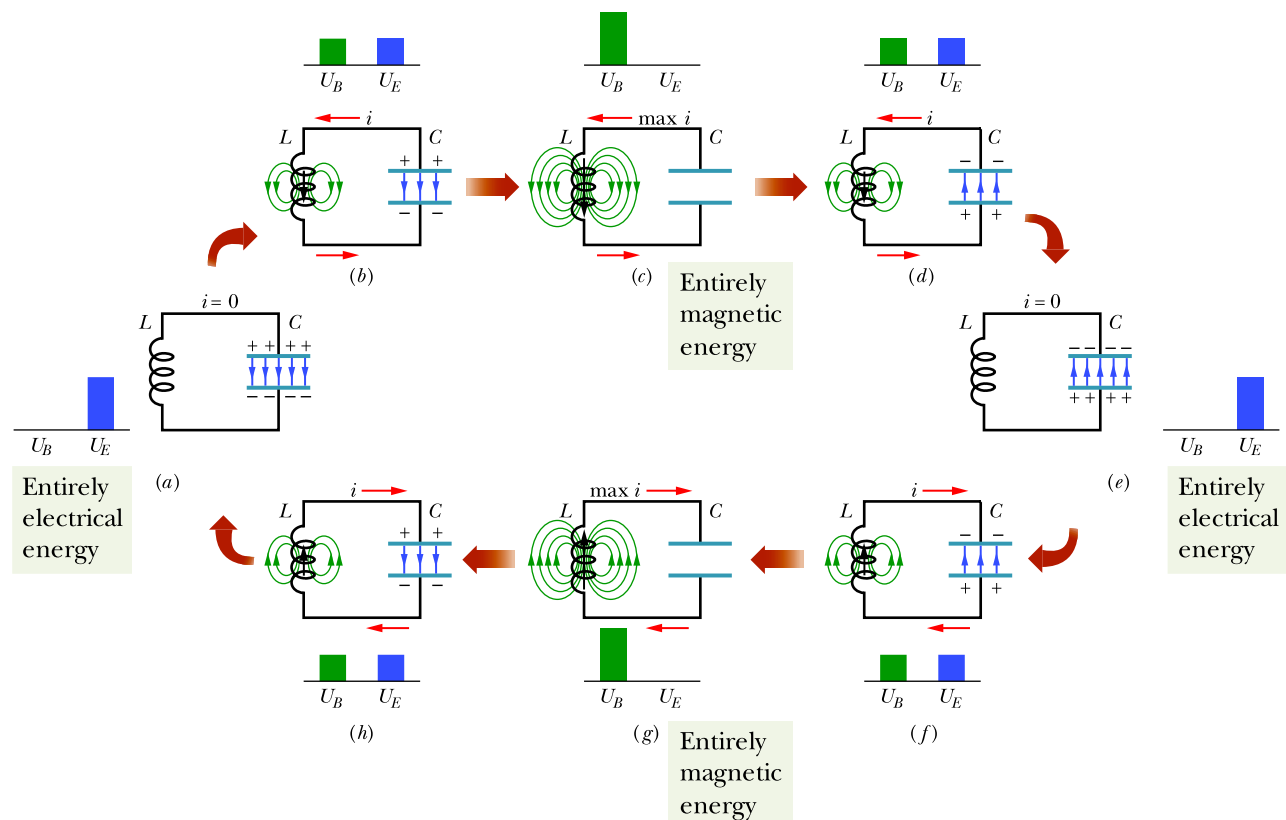 U_B U_E
i
L C
+ +
− −
(b)
U_B U_E
max i
L C
(c)
Entirely
magnetic
energy
U_B U_E
i
L C
− −
+ +
(d)
i = 0
L C
+ + + +
− − − −
U_B U_E
(a)
Entirely
electrical
energy
i = 0
L C
− − − −
+ + + +
U_B U_E
(e)
Entirely
electrical
energy
i
L C
+ +
− −
U_B U_E
(h)
max i
L C
U_B U_E
(g)
Entirely
magnetic
energy
i
L C
− −
+ +
U_B U_E
(f)